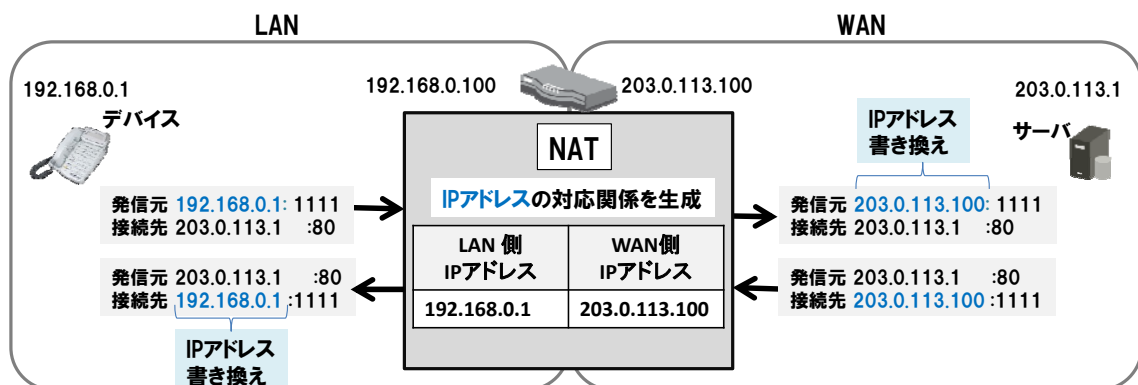 LAN
WAN
192.168.0.1
デバイス
192.168.0.100
203.0.113.100
203.0.113.1
サーバ
IPアドレス
書き換え
NAT
IPアドレスの対応関係を生成
発信元 192.168.0.1: 1111
接続先 203.0.113.1 :80
発信元 203.0.113.100: 1111
接続先 203.0.113.1 :80
LAN 側
IPアドレス
WAN側
IPアドレス
192.168.0.1
203.0.113.100
発信元 203.0.113.1 :80
接続先 192.168.0.1 :1111
発信元 203.0.113.1 :80
接続先 203.0.113.100 :1111
IPアドレス
書き換え